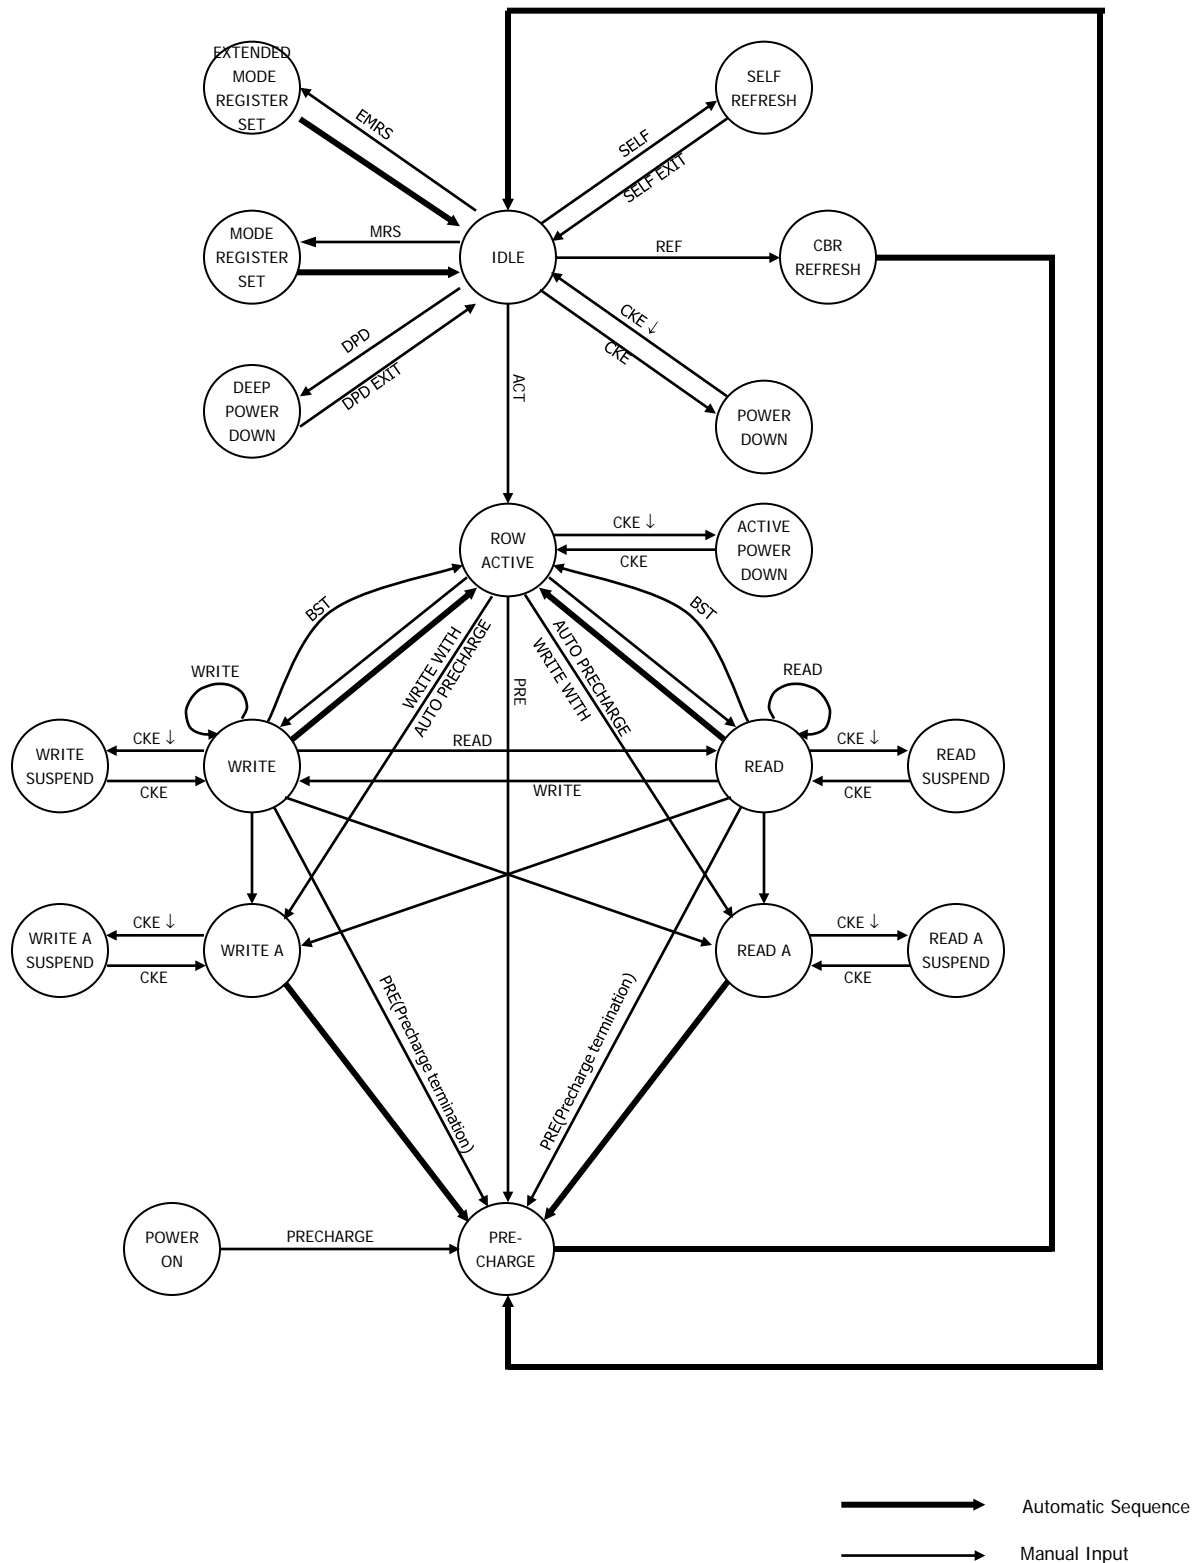 EXTENDED
MODE
REGISTER
SET
SELF
REFRESH
EMRS
SELF
SELF EXIT
MODE
REGISTER
SET
MRS
IDLE
REF
CBR
REFRESH
DPD
DPD EXIT
CKE ↓
CKE
DEEP
POWER
DOWN
ACT
POWER
DOWN
ROW
ACTIVE
CKE ↓
CKE
ACTIVE
POWER
DOWN
BST
BST
WRITE WITH
AUTO PRECHARGE
PRE
AUTO PRECHARGE
WRITE WITH
WRITE
READ
WRITE
SUSPEND
CKE ↓
CKE
WRITE
READ
WRITE
READ
CKE ↓
CKE
READ
SUSPEND
WRITE A
SUSPEND
CKE ↓
CKE
WRITE A
READ A
CKE ↓
CKE
READ A
SUSPEND
PRE(Precharge termination)
PRE(Precharge termination)
POWER
ON
PRECHARGE
PRE-
CHARGE
Automatic Sequence
Manual Input